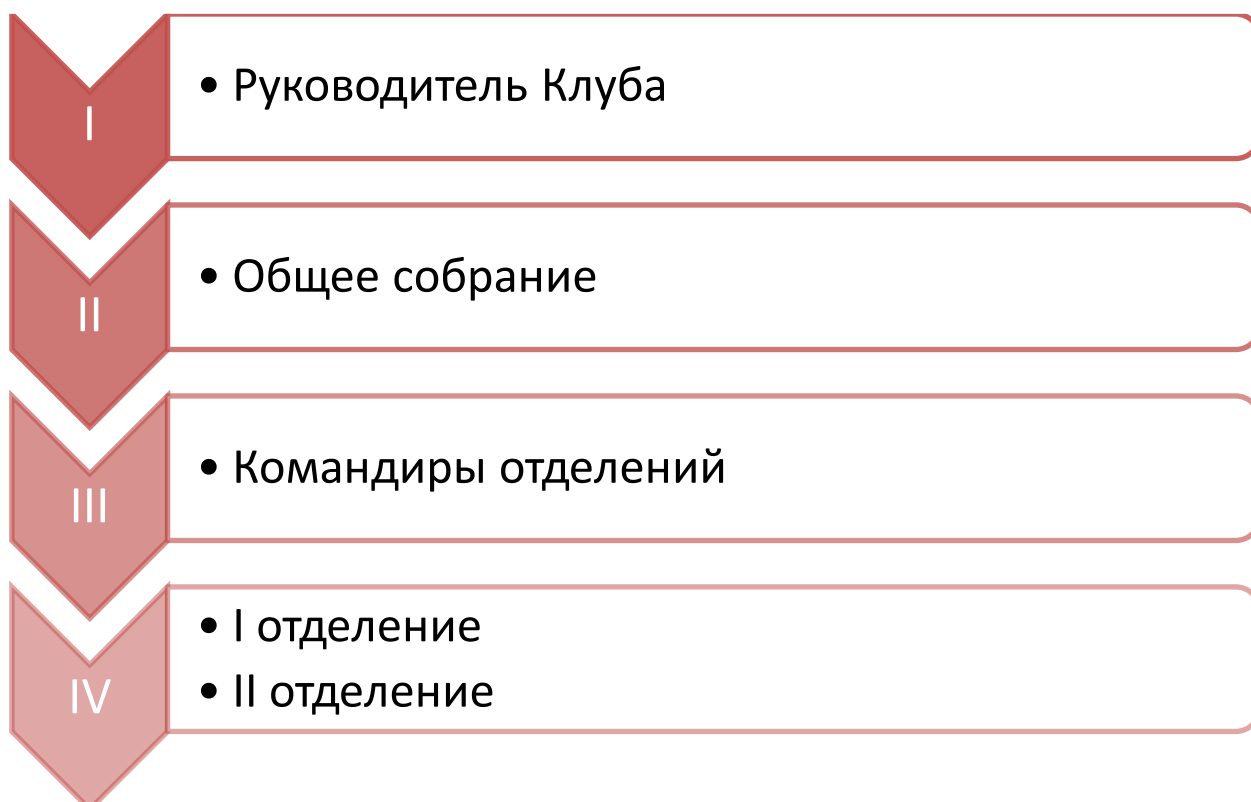 I
• Руководитель Клуба
II
• Общее собрание
III
• Командиры отделений
IV
• I отделение
• II отделение